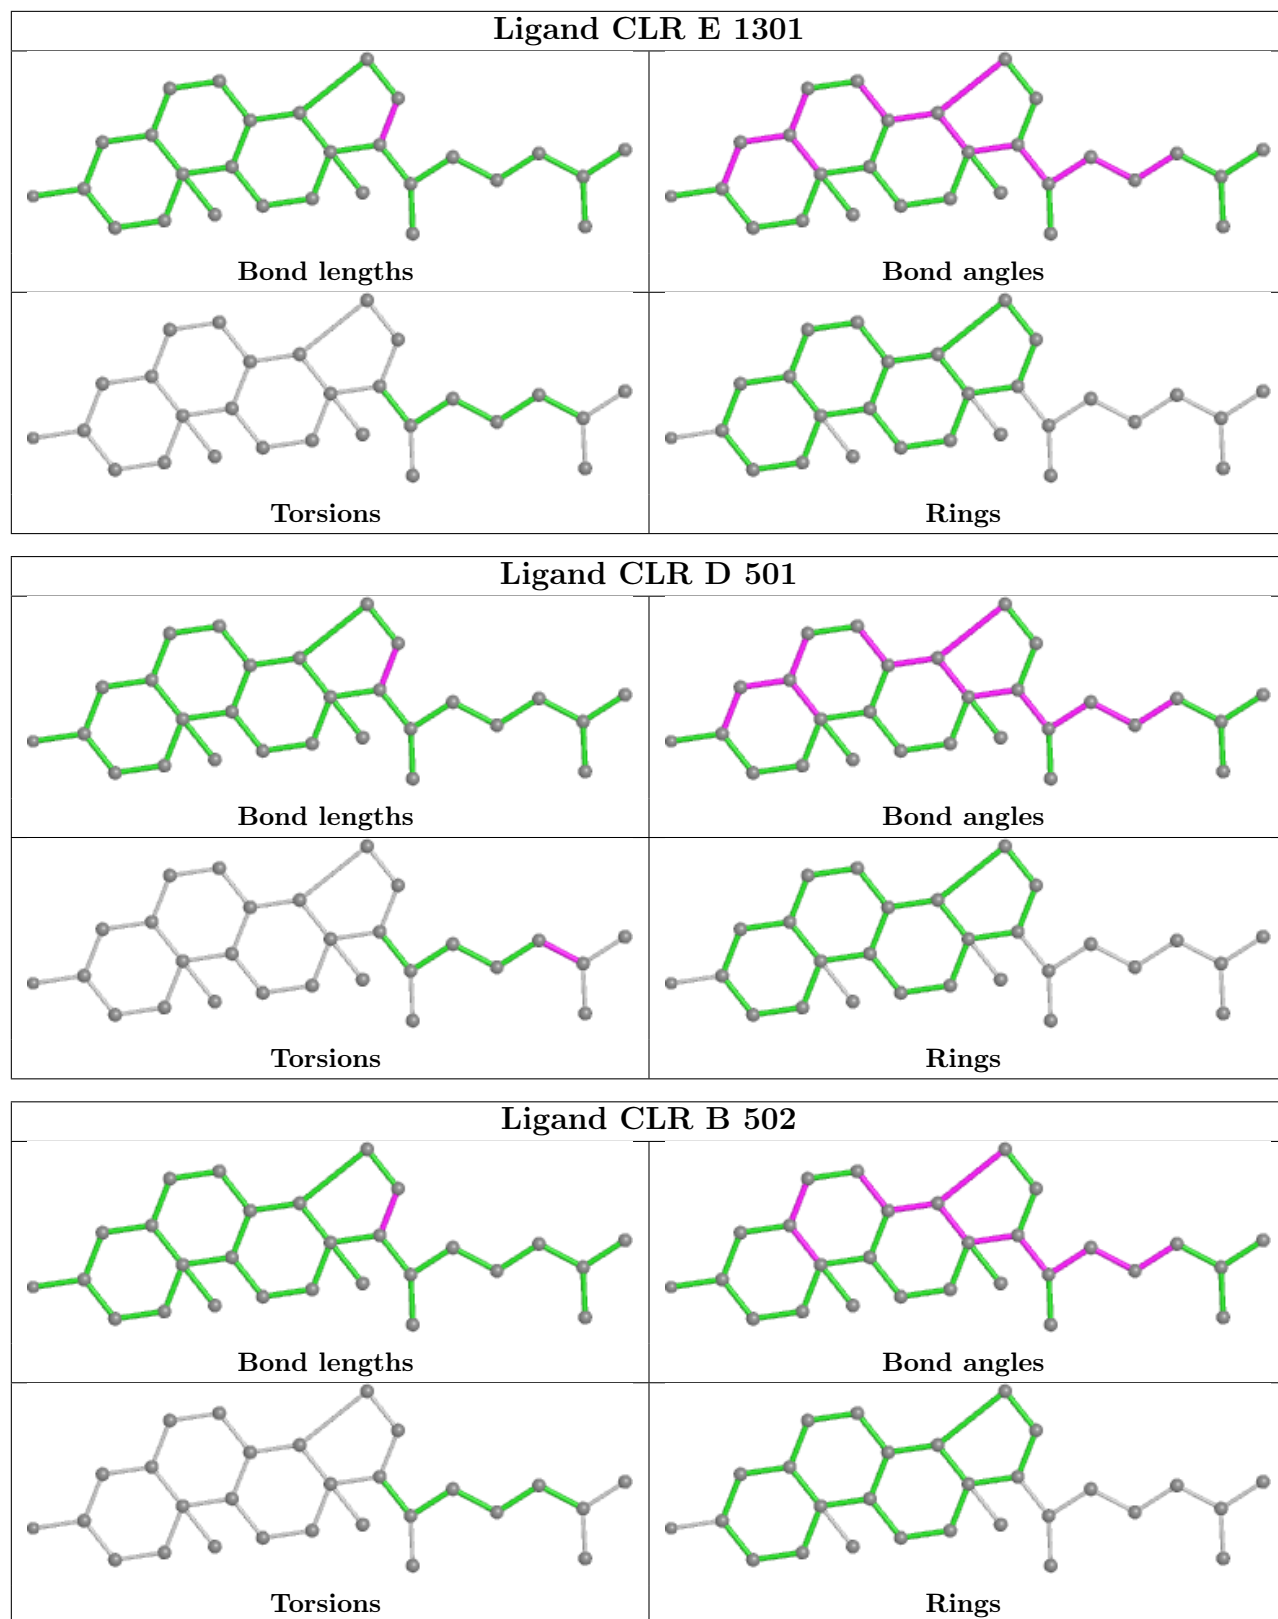 Ligand CLR E 1301
Bond lengths
Bond angles
Torsions
Rings
Ligand CLR D 501
Bond lengths
Bond angles
Torsions
Rings
Ligand CLR B 502
Bond lengths
Bond angles
Torsions
Rings